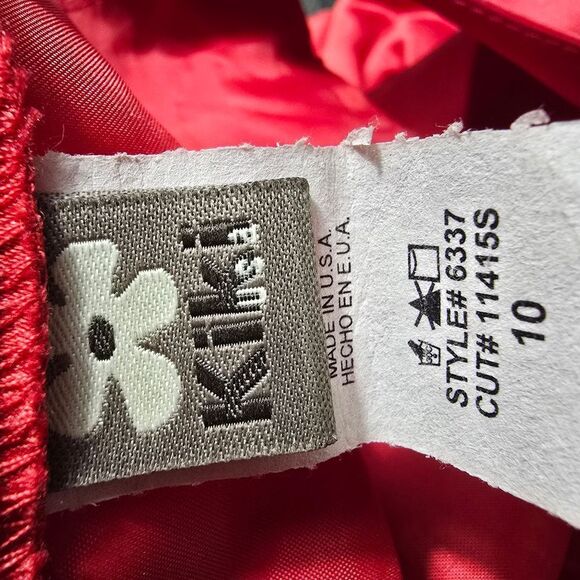 Kiki
USA
MADE IN U.S.A.
HECHO EN E.U.A.
STYLE# 6337
CUT# 11415S
10